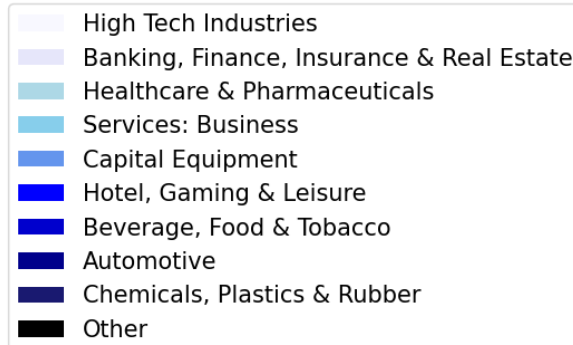 High Tech Industries
Banking, Finance, Insurance & Real Estate
Healthcare & Pharmaceuticals
Services: Business
Capital Equipment
Hotel, Gaming & Leisure
Beverage, Food & Tobacco
Automotive
Chemicals, Plastics & Rubber
Other